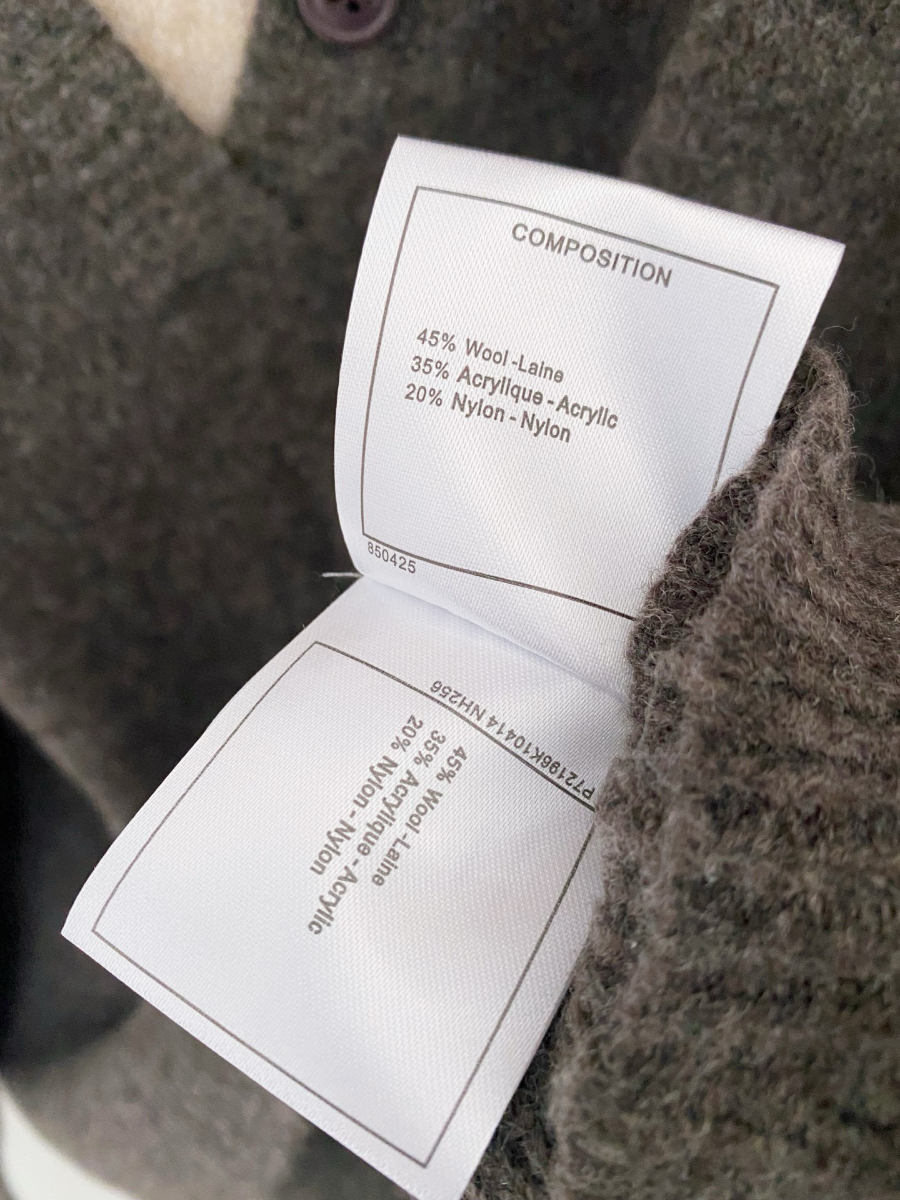 COMPOSITION
45% Wool-Laine
35% Acrylique-Acrylic
20% Nylon-Nylon
850425
P72196K10414 NH256
45% Wool-Laine
35% Acrylique-Acrylic
20% Nylon-Nylon